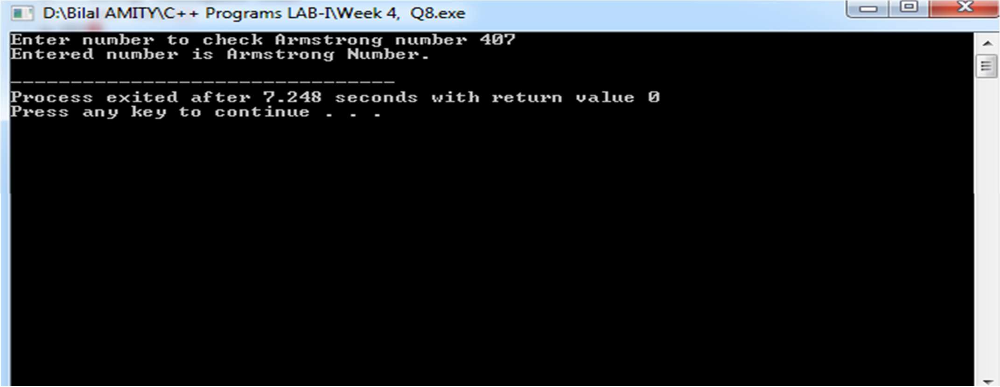 D:\Bilal AMITY\C++ Programs LAB-I\Week 4,  Q8.exe
Enter number to check Armstrong number 407
Entered number is Armstrong Number.
--------------------------------
Process exited after 7.248 seconds with return value 0
Press any key to continue . . .